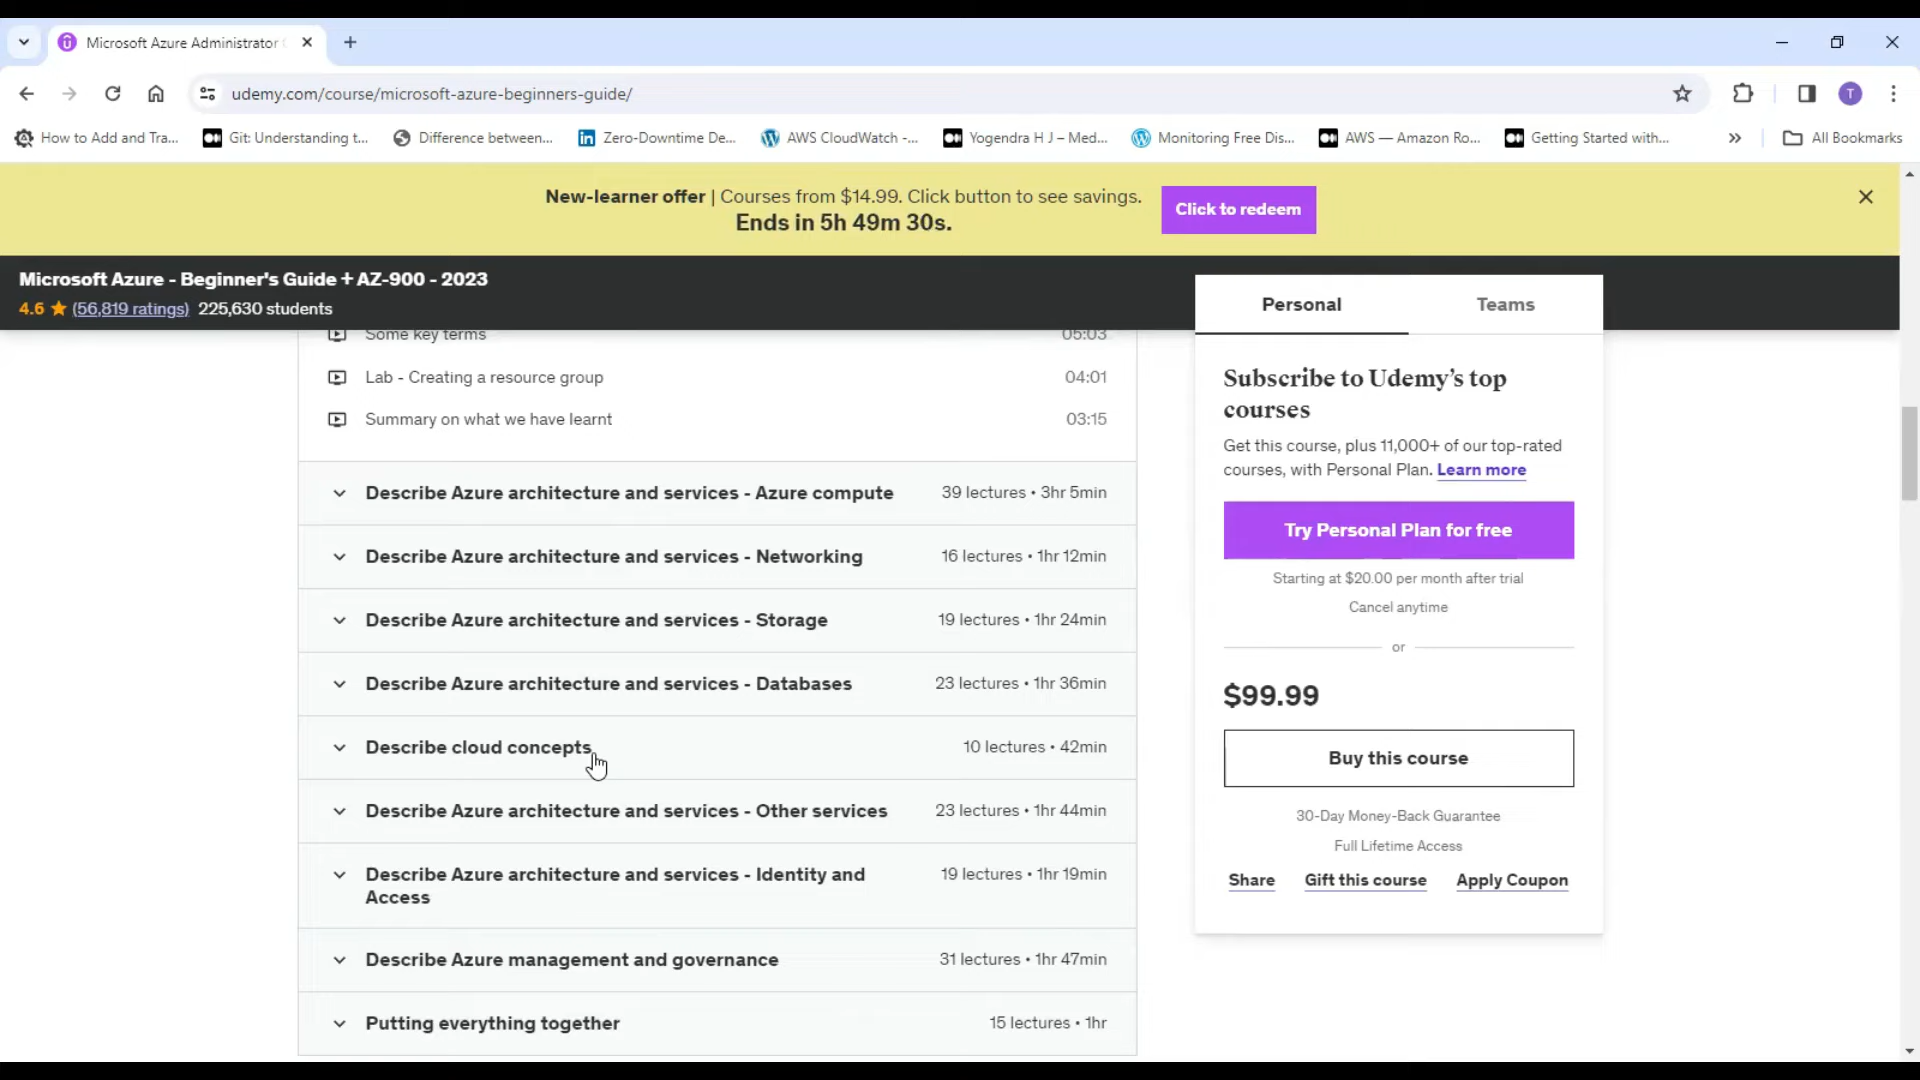 Microsoft Azure Administrator
udemy.com/course/microsoft-azure-beginners-guide/
T
How to Add and Tra...
Git: Understanding t...
Difference between...
Zero-Downtime De...
AWS CloudWatch -...
Yogendra H J – Med...
Monitoring Free Dis...
AWS — Amazon Ro...
Getting Started with...
All Bookmarks
New-learner offer | Courses from $14.99. Click button to see savings.
Ends in 5h 49m 30s.
Click to redeem
Microsoft Azure - Beginner's Guide + AZ-900 - 2023
4.6 (56,819 ratings) 225,630 students
Some key terms 05:03
Lab - Creating a resource group 04:01
Summary on what we have learnt 03:15
Describe Azure architecture and services - Azure compute 39 lectures • 3hr 5min
Describe Azure architecture and services - Networking 16 lectures • 1hr 12min
Describe Azure architecture and services - Storage 19 lectures • 1hr 24min
Describe Azure architecture and services - Databases 23 lectures • 1hr 36min
Describe cloud concepts 10 lectures • 42min
Describe Azure architecture and services - Other services 23 lectures • 1hr 44min
Describe Azure architecture and services - Identity and 19 lectures • 1hr 19min
Access
Describe Azure management and governance 31 lectures • 1hr 47min
Putting everything together 15 lectures • 1hr
Personal Teams
Subscribe to Udemy’s top
courses
Get this course, plus 11,000+ of our top-rated
courses, with Personal Plan. Learn more
Try Personal Plan for free
Starting at $20.00 per month after trial
Cancel anytime
or
$99.99
Buy this course
30-Day Money-Back Guarantee
Full Lifetime Access
Share Gift this course Apply Coupon